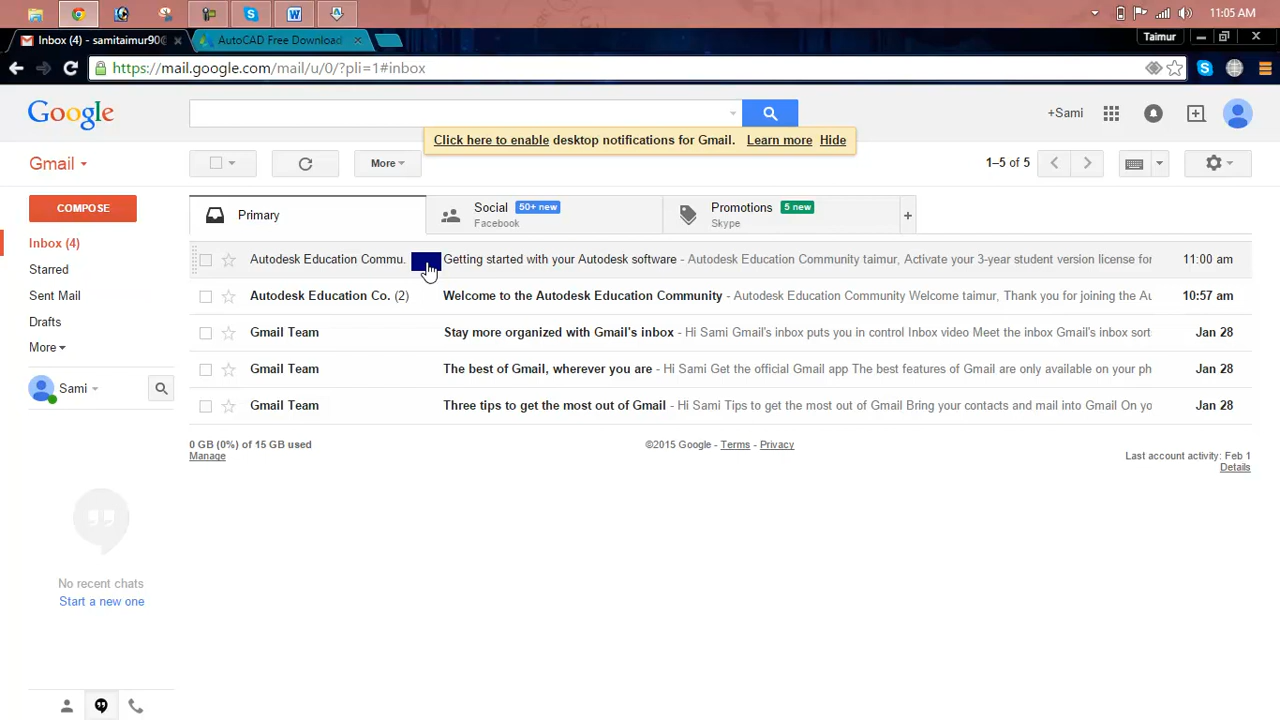 11:05 AM
Inbox (4) - samitaimur90@
AutoCAD Free Download
Taimur
https://mail.google.com/mail/u/0/?pli=1#inbox
Google
+Sami
Click here to enable desktop notifications for Gmail. Learn more Hide
Gmail
More
1–5 of 5
COMPOSE
Primary
Social 50+ new
Facebook
Promotions 5 new
Skype
Inbox (4)
Starred
Sent Mail
Drafts
More
Sami
Autodesk Education Commu. Getting started with your Autodesk software - Autodesk Education Community taimur, Activate your 3-year student version license for 11:00 am
Autodesk Education Co. (2) Welcome to the Autodesk Education Community - Autodesk Education Community Welcome taimur, Thank you for joining the Au 10:57 am
Gmail Team Stay more organized with Gmail's inbox - Hi Sami Gmail's inbox puts you in control Inbox video Meet the inbox Gmail's inbox sort Jan 28
Gmail Team The best of Gmail, wherever you are - Hi Sami Get the official Gmail app The best features of Gmail are only available on your ph Jan 28
Gmail Team Three tips to get the most out of Gmail - Hi Sami Tips to get the most out of Gmail Bring your contacts and mail into Gmail On yo Jan 28
0 GB (0%) of 15 GB used
Manage
©2015 Google - Terms - Privacy
Last account activity: Feb 1
Details
No recent chats
Start a new one